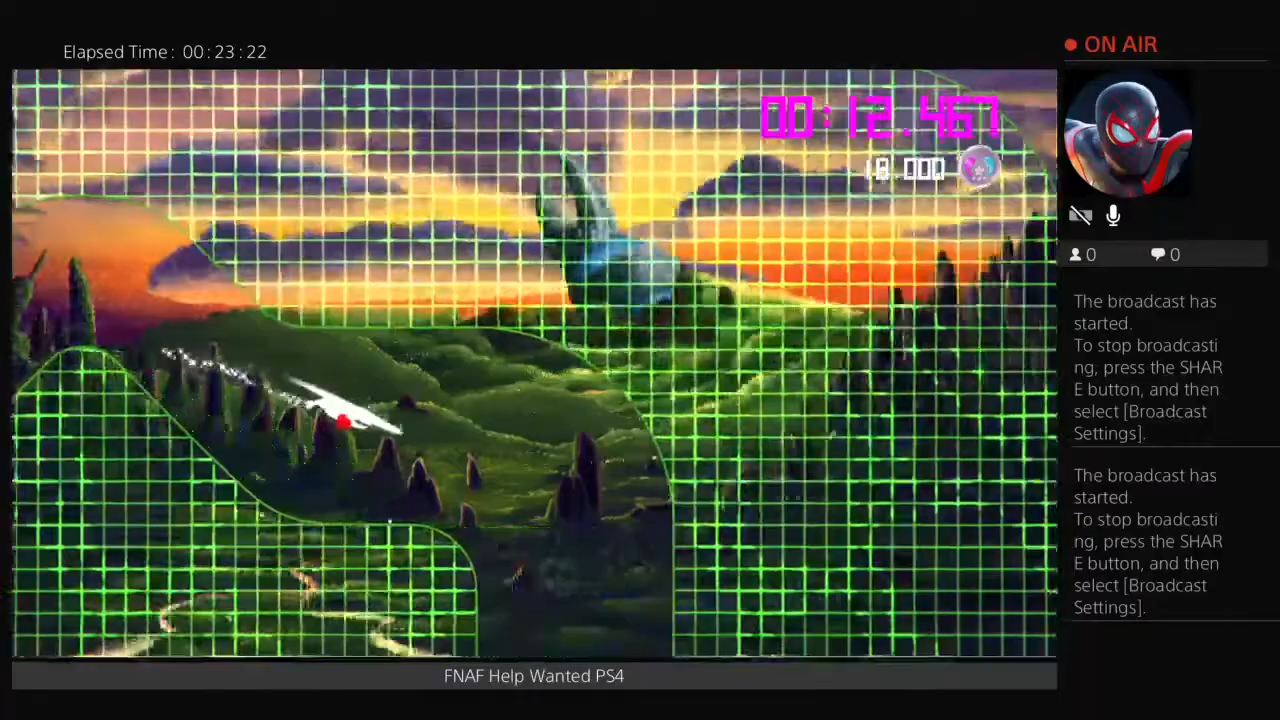 Elapsed Time: 00:23:22
ON AIR
00:12.467
18.000
0
0
The broadcast has
started.
To stop broadcasti
ng, press the SHAR
E button, and then
select [Broadcast
Settings].
The broadcast has
started.
To stop broadcasti
ng, press the SHAR
E button, and then
select [Broadcast
Settings].
FNAF Help Wanted PS4